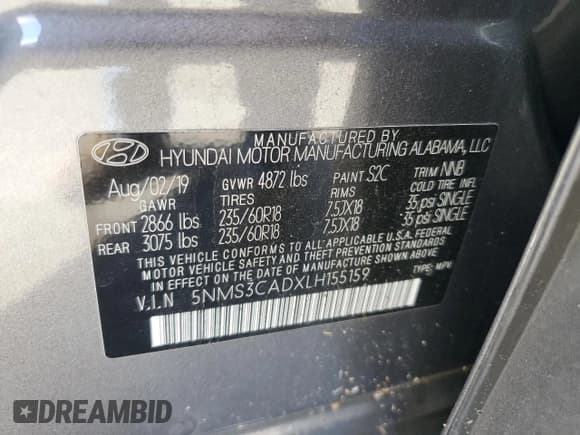 MANUFACTURED BY
HYUNDAI MOTOR MANUFACTURING ALABAMA, LLC
Aug/02/19 GVWR 4872 lbs PAINT S2C TRIM NNB
GAWR TIRES RIMS COLD TIRE INFL.
FRONT 2866 lbs 235/60R18 7.5JX18 35 psi SINGLE
REAR 3075 lbs 235/60R18 7.5JX18 35 psi SINGLE
THIS VEHICLE CONFORMS TO ALL APPLICABLE U.S.A. FEDERAL
MOTOR VEHICLE SAFETY AND THEFT PREVENTION STANDARDS
IN EFFECT ON THE DATE OF MANUFACTURE SHOWN ABOVE.
V.I.N 5NMS3CADXLH155159 TYPE: MPV
DREAMBID